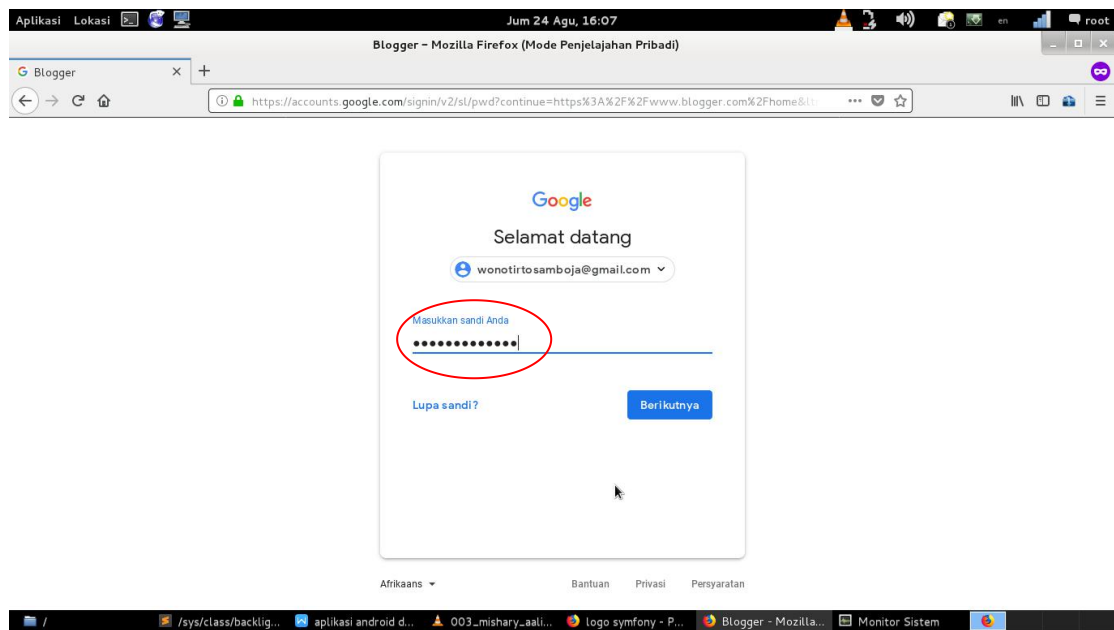 Aplikasi Lokasi Jum 24 Agu, 16:07 en root
Blogger - Mozilla Firefox (Mode Penjelajahan Pribadi)
G Blogger
https://accounts.google.com/signin/v2/sl/pwd?continue=https%3A%2F%2Fwww.blogger.com%2Fhome&l
Google
Selamat datang
wonotirtosamboja@gmail.com
Masukkan sandi Anda
•••••••••••••
Lupa sandi? Berikutnya
Afrikaans Bantuan Privasi Persyaratan
/ /sys/class/backlig... aplikasi android d... 003_mishary_aali... logo symfony - P... Blogger - Mozilla... Monitor Sistem